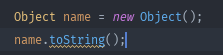 Object name = new Object();
name.toString();